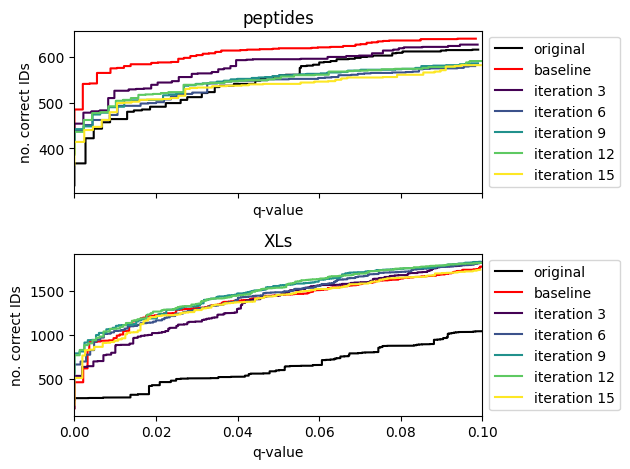 peptides
600
500
400
no. correct IDs
q-value
original
baseline
iteration 3
iteration 6
iteration 9
iteration 12
iteration 15
XLs
1500
1000
500
no. correct IDs
0.00 0.02 0.04 0.06 0.08 0.10
q-value
original
baseline
iteration 3
iteration 6
iteration 9
iteration 12
iteration 15